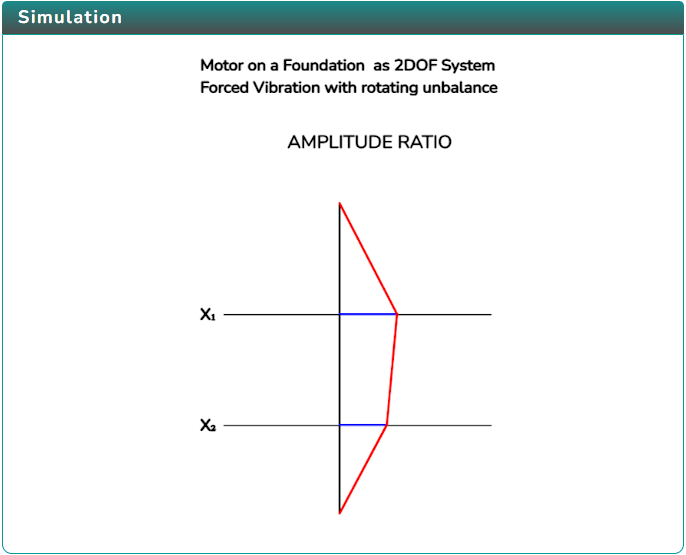 Simulation
Motor on a Foundation as 2DOF System
Forced Vibration with rotating unbalance
AMPLITUDE RATIO
X₁
X₂